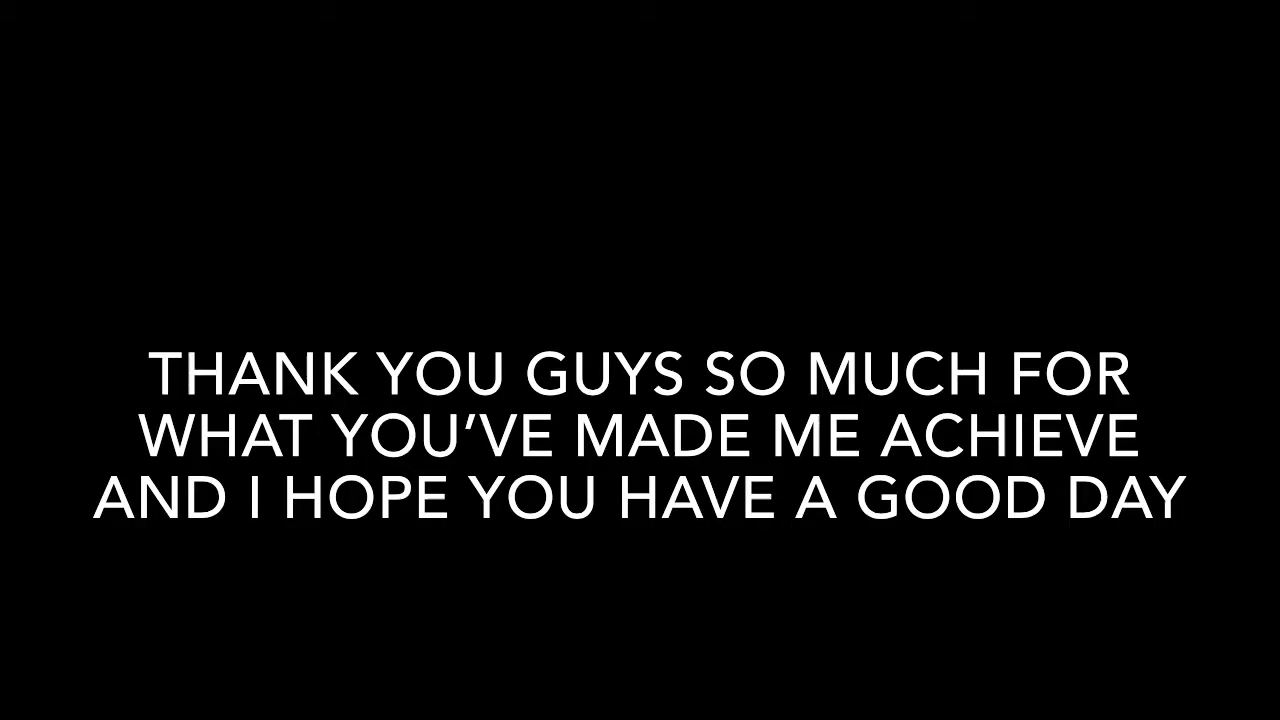 THANK YOU GUYS SO MUCH FOR
WHAT YOU’VE MADE ME ACHIEVE
AND I HOPE YOU HAVE A GOOD DAY